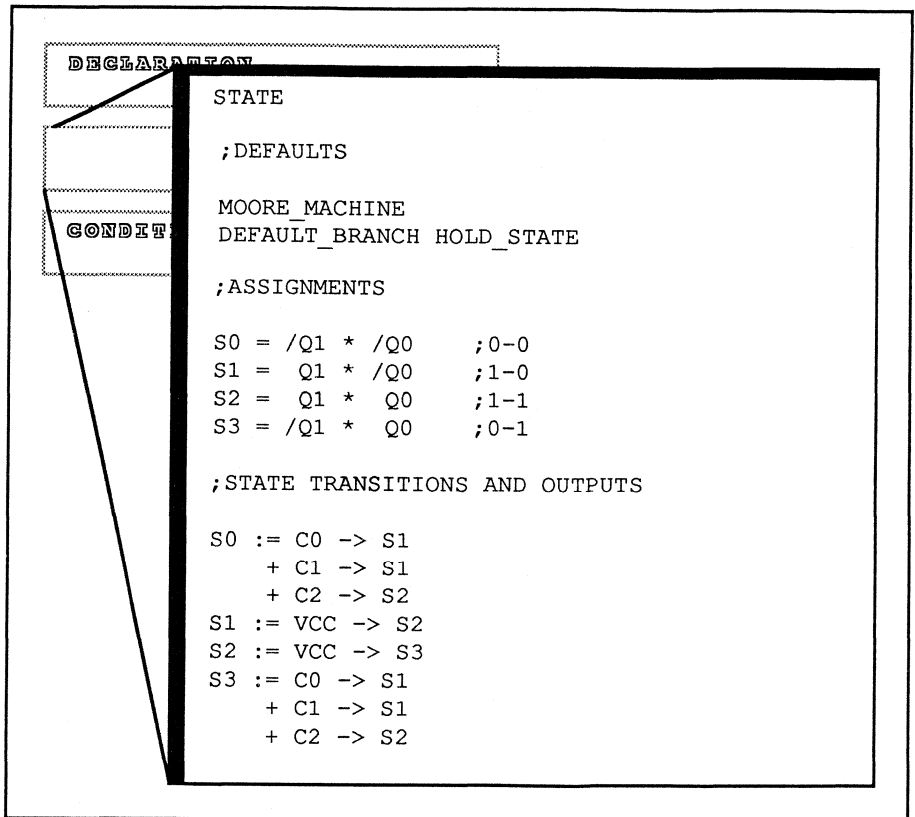 DECLARATION
STATE
;DEFAULTS
MOORE_MACHINE
DEFAULT_BRANCH HOLD_STATE
CONDIT
;ASSIGNMENTS
S0 = /Q1 * /Q0 ;0-0
S1 = Q1 * /Q0 ;1-0
S2 = Q1 * Q0 ;1-1
S3 = /Q1 * Q0 ;0-1
;STATE TRANSITIONS AND OUTPUTS
S0 := C0 -> S1
+ C1 -> S1
+ C2 -> S2
S1 := VCC -> S2
S2 := VCC -> S3
S3 := C0 -> S1
+ C1 -> S1
+ C2 -> S2